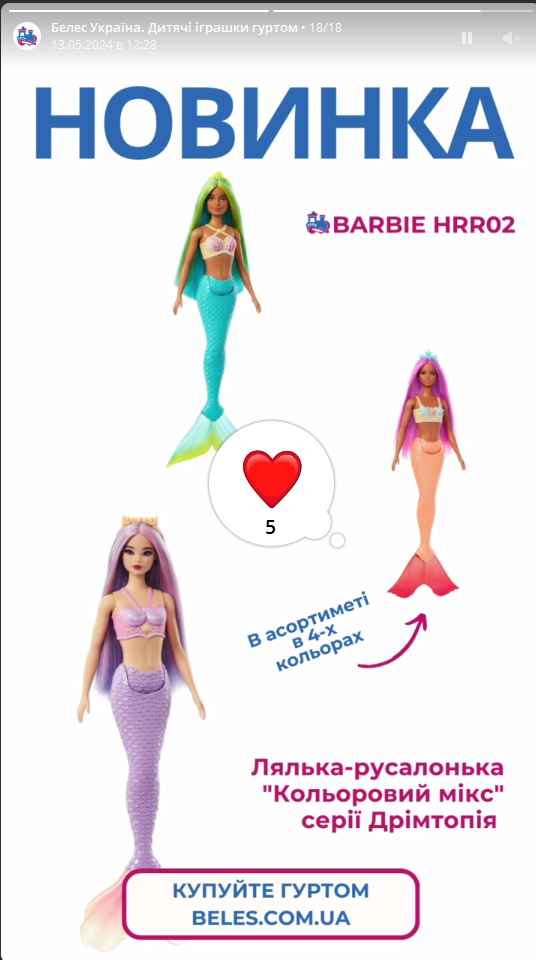 Белес Україна. Дитячі іграшки гуртом • 18/18
13.05.2024 в 12:28
НОВИНКА
BARBIE HRR02
5
В асортиметі
в 4-х
кольорах
Лялька-русалонька
"Кольоровий мікс"
серії Дрімтопія
КУПУЙТЕ ГУРТОМ
BELES.COM.UA